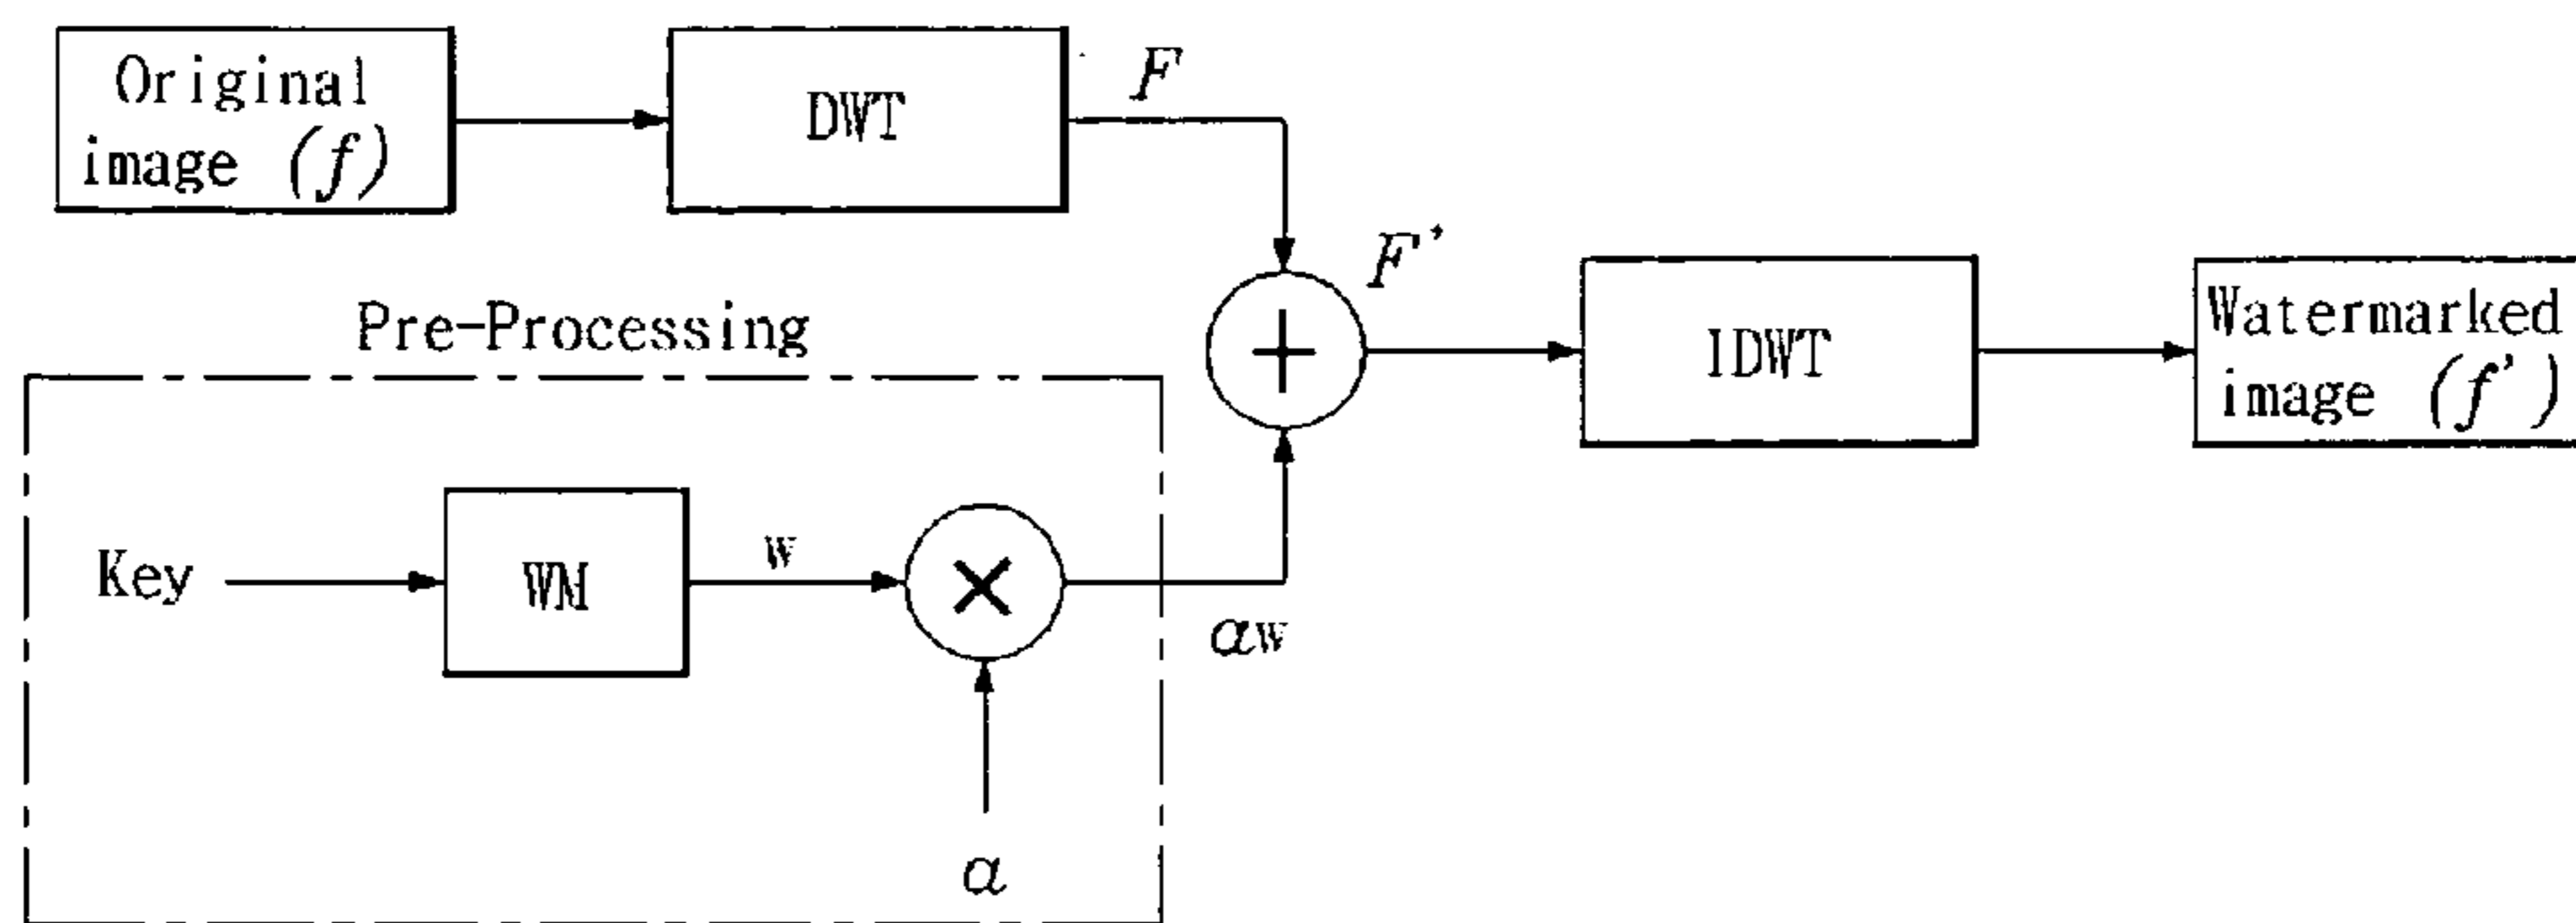 Original
image (f)
DWT
F
F'
IDWT
Watermarked
image (f')
Pre-Processing
Key
WM
w
αw
α